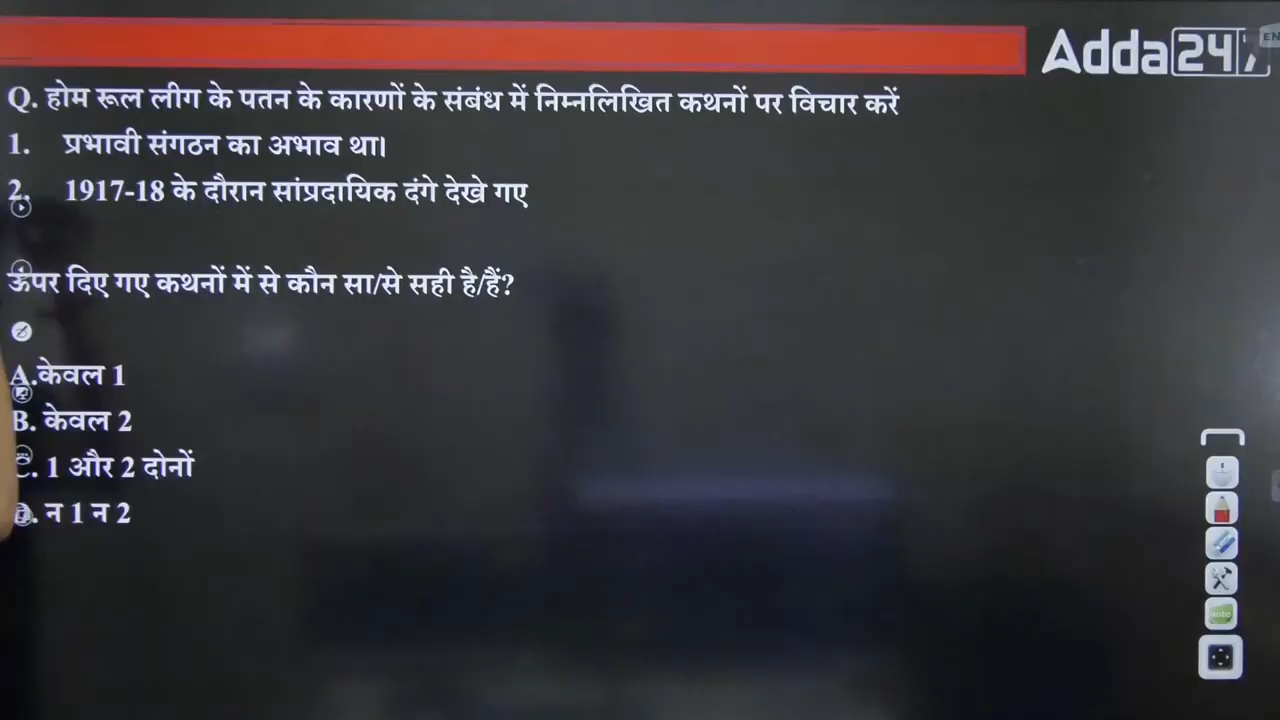 Adda247
EN
Q. होम रूल लीग के पतन के कारणों के संबंध में निम्नलिखित कथनों पर विचार करें
1. प्रभावी संगठन का अभाव था।
2. 1917-18 के दौरान सांप्रदायिक दंगे देखे गए
ऊपर दिए गए कथनों में से कौन सा/से सही है/हैं?
A.केवल 1
B. केवल 2
C. 1 और 2 दोनों
D. न 1 न 2